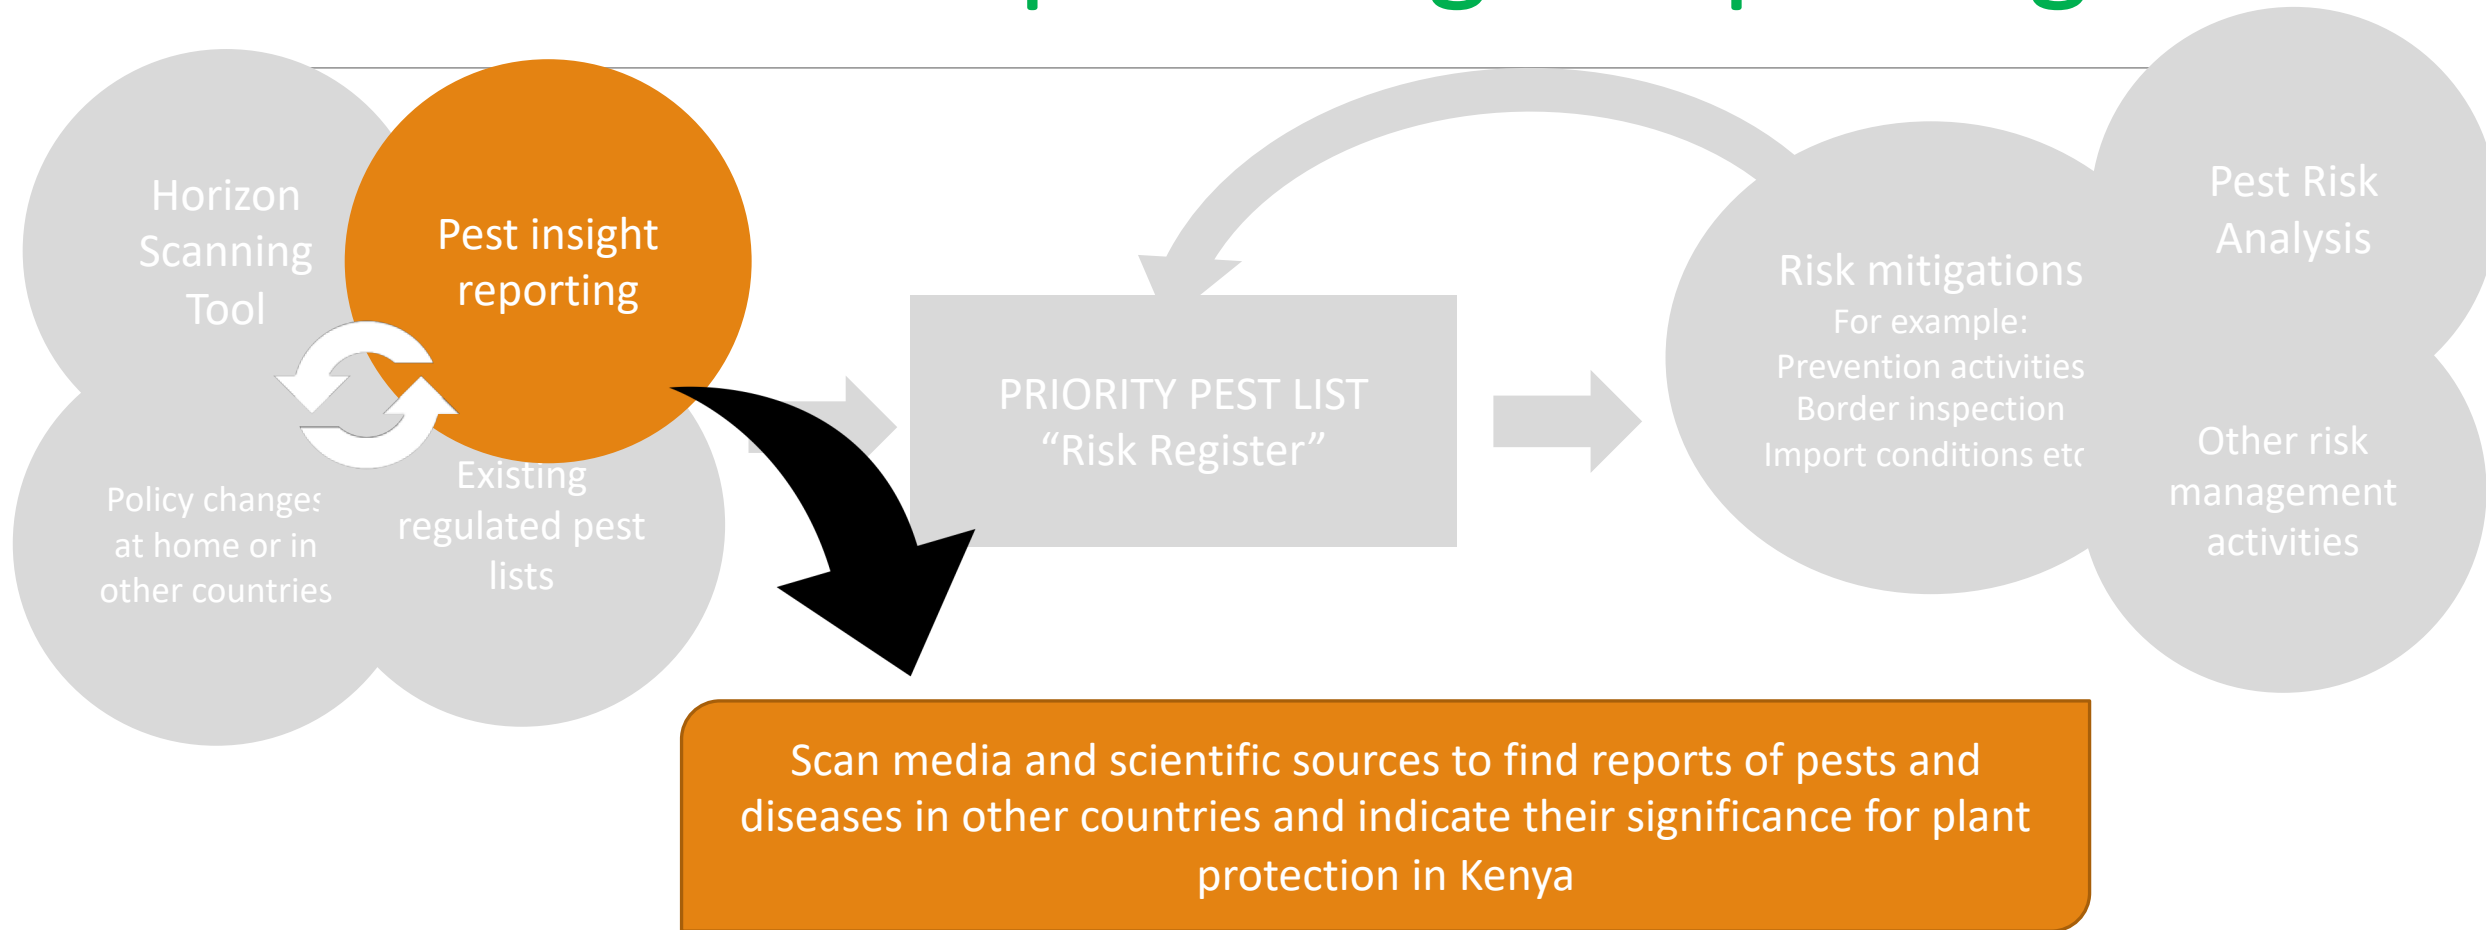 Horizon
Scanning
Tool
Pest insight
reporting
Policy changes
at home or in
other countries
Existing
regulated pest
lists
PRIORITY PEST LIST
“Risk Register”
Risk mitigations
For example:
Prevention activities
Border inspection
Import conditions etc
Pest Risk
Analysis
Other risk
management
activities
Scan media and scientific sources to find reports of pests and
diseases in other countries and indicate their significance for plant
protection in Kenya